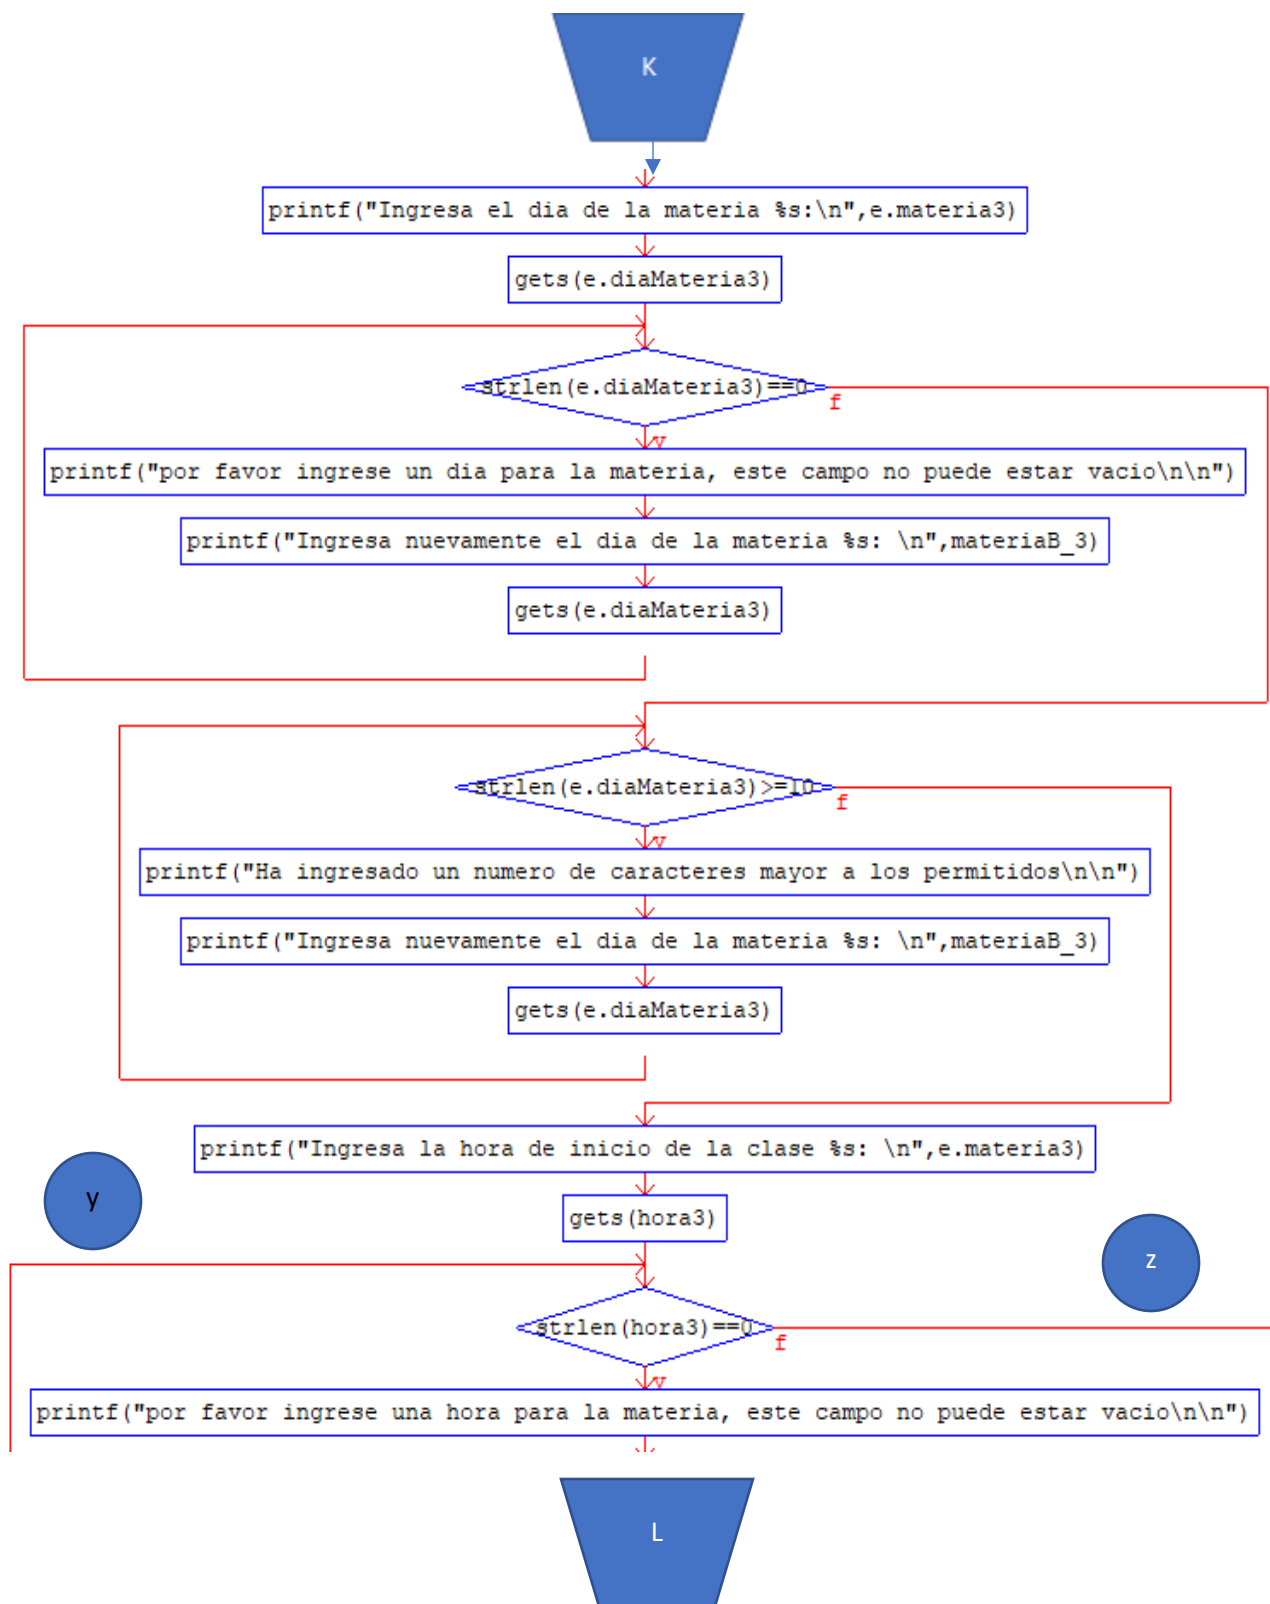 K
printf("Ingresa el dia de la materia %s:\n",e.materia3)
gets(e.diaMateria3)
strlen(e.diaMateria3)==0
f
v
printf("por favor ingrese un dia para la materia, este campo no puede estar vacio\n\n")
printf("Ingresa nuevamente el dia de la materia %s: \n",materiaB_3)
gets(e.diaMateria3)
strlen(e.diaMateria3)>=10
f
v
printf("Ha ingresado un numero de caracteres mayor a los permitidos\n\n")
printf("Ingresa nuevamente el dia de la materia %s: \n",materiaB_3)
gets(e.diaMateria3)
printf("Ingresa la hora de inicio de la clase %s: \n",e.materia3)
y
gets(hora3)
z
strlen(hora3)==0
f
v
printf("por favor ingrese una hora para la materia, este campo no puede estar vacio\n\n")
L